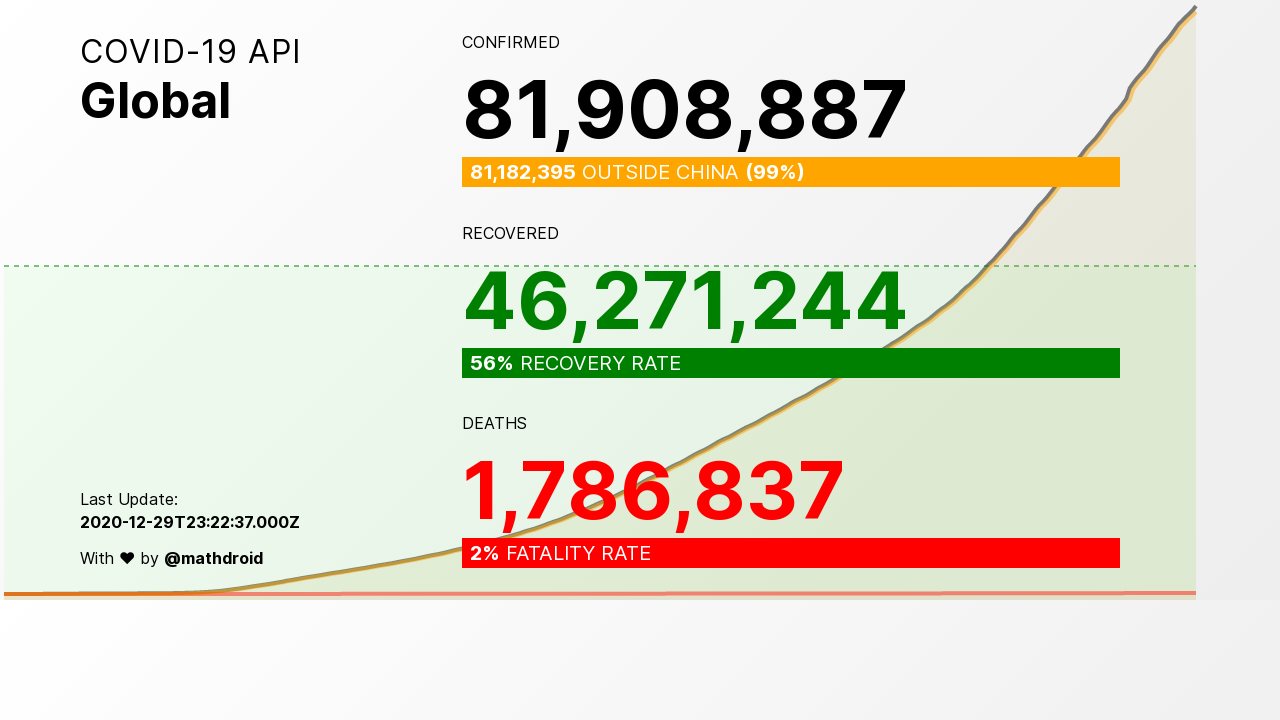 COVID-19 API
Global
CONFIRMED
81,908,887
81,182,395 OUTSIDE CHINA (99%)
RECOVERED
46,271,244
56% RECOVERY RATE
DEATHS
1,786,837
2% FATALITY RATE
Last Update:
2020-12-29T23:22:37.000Z
With ♥ by @mathdroid